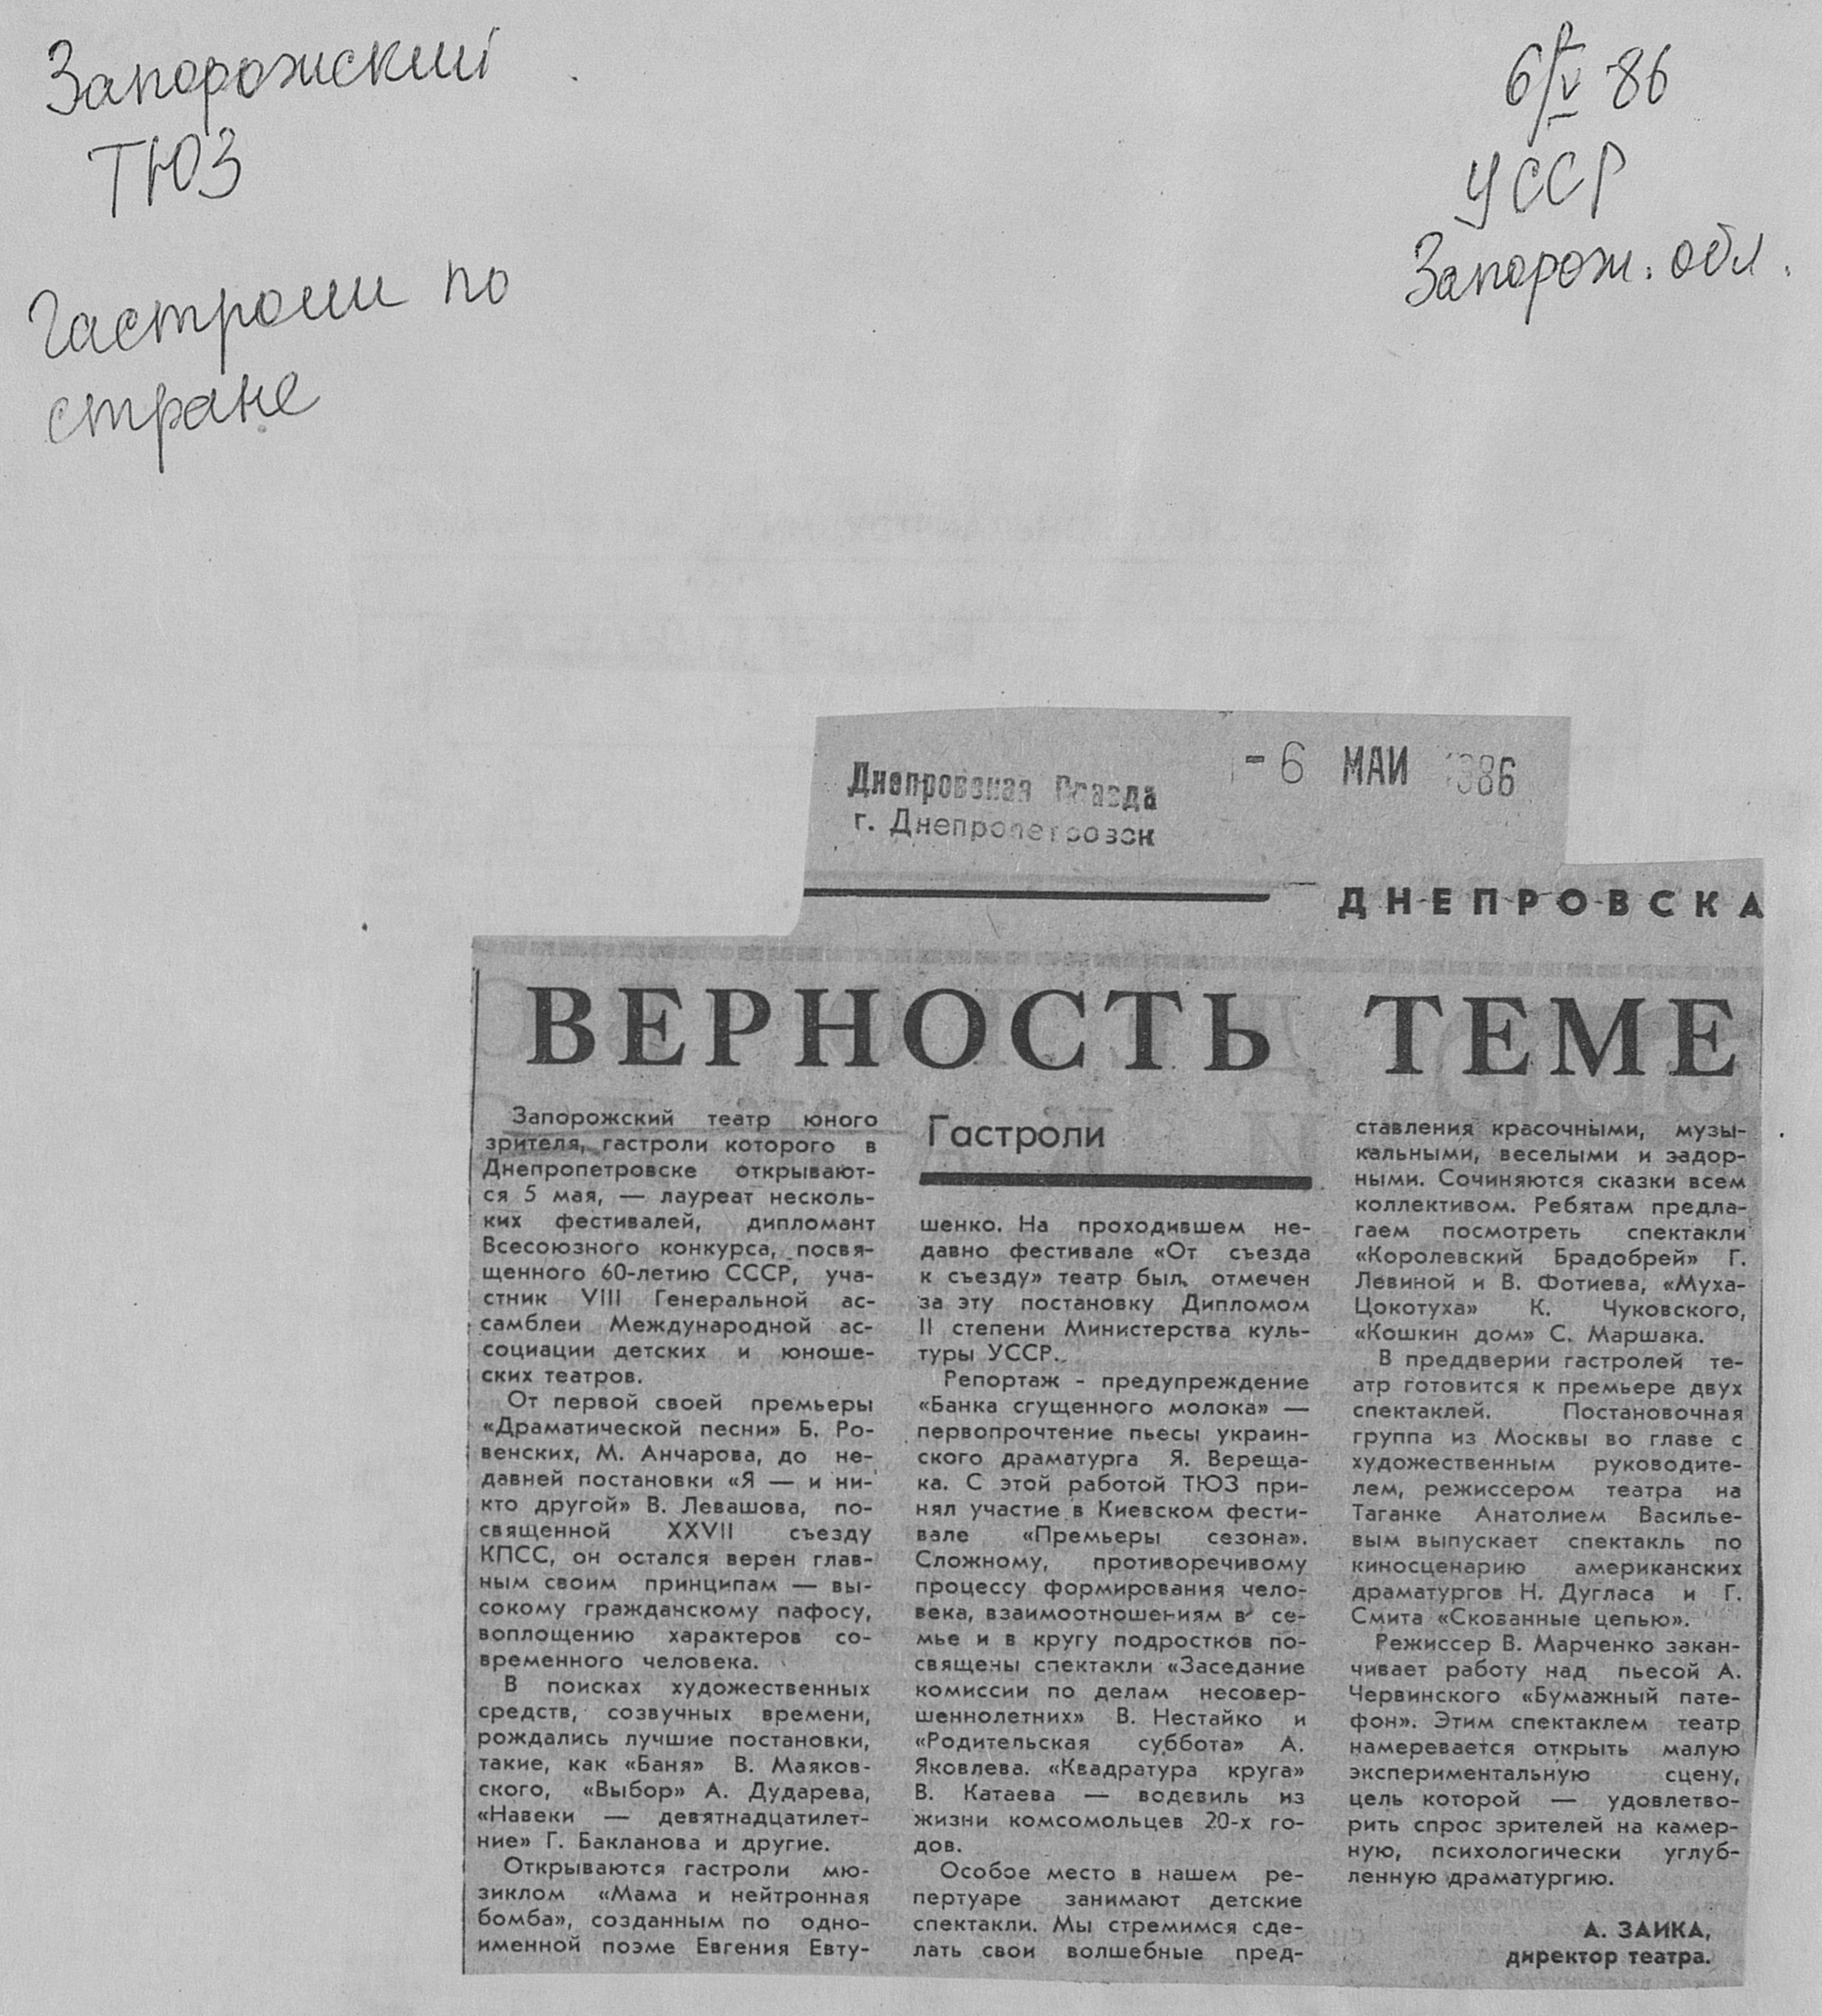 Запорожский
ТЮЗ
Гастроли по
стране
6/V 86
УССР
Запорож. обл.
Днепровская Правда
г. Днепропетровск
- 6 МАЙ 1986
ДНЕПРОВСКА
ВЕРНОСТЬ ТЕМЕ
Запорожский театр юного
зрителя, гастроли которого в
Днепропетровске открывают-
ся 5 мая, — лауреат несколь-
ких фестивалей, дипломант
Всесоюзного конкурса, посвя-
щенного 60-летию СССР, уча-
стник VIII Генеральной ас-
самблеи Международной ас-
социации детских и юноше-
ских театров.
От первой своей премьеры
«Драматической песни» Б. Ро-
венских, М. Анчарова, до не-
давней постановки «Я — и ни-
кто другой» В. Левашова, по-
священной XXVII съезду
КПСС, он остался верен глав-
ным своим принципам — вы-
сокому гражданскому пафосу,
воплощению характеров со-
временного человека.
В поисках художественных
средств, созвучных времени,
рождались лучшие постановки,
такие, как «Баня» В. Маяков-
ского, «Выбор» А. Дударева,
«Навеки — девятнадцатилет-
ние» Г. Бакланова и другие.
Открываются гастроли мю-
зиклом «Мама и нейтронная
бомба», созданным по одно-
именной поэме Евгения Евту-
Гастроли
шенко. На проходившем не-
давно фестивале «От съезда
к съезду» театр был отмечен
за эту постановку Дипломом
II степени Министерства куль-
туры УССР.
Репортаж - предупреждение
«Банка сгущенного молока» —
первопрочтение пьесы украин-
ского драматурга Я. Вереща-
ка. С этой работой ТЮЗ при-
нял участие в Киевском фести-
вале «Премьеры сезона».
Сложному, противоречивому
процессу формирования чело-
века, взаимоотношениям в се-
мье и в кругу подростков по-
священы спектакли «Заседание
комиссии по делам несовер-
шеннолетних» В. Нестайко и
«Родительская суббота» А.
Яковлева. «Квадратура круга»
В. Катаева — водевиль из
жизни комсомольцев 20-х го-
дов.
Особое место в нашем ре-
пертуаре занимают детские
спектакли. Мы стремимся сде-
лать свои волшебные пред-
ставления красочными, музы-
кальными, веселыми и задор-
ными. Сочиняются сказки всем
коллективом. Ребятам предла-
гаем посмотреть спектакли
«Королевский Брадобрей» Г.
Левиной и В. Фотиева, «Муха-
Цокотуха» К. Чуковского,
«Кошкин дом» С. Маршака.
В преддверии гастролей те-
атр готовится к премьере двух
спектаклей. Постановочная
группа из Москвы во главе с
художественным руководите-
лем, режиссером театра на
Таганке Анатолием Василье-
вым выпускает спектакль по
киносценарию американских
драматургов Н. Дугласа и Г.
Смита «Скованные цепью».
Режиссер В. Марченко закан-
чивает работу над пьесой А.
Червинского «Бумажный пате-
фон». Этим спектаклем театр
намеревается открыть малую
экспериментальную сцену,
цель которой — удовлетво-
рить спрос зрителей на камер-
ную, психологически углуб-
ленную драматургию.
А. ЗАИКА,
директор театра.